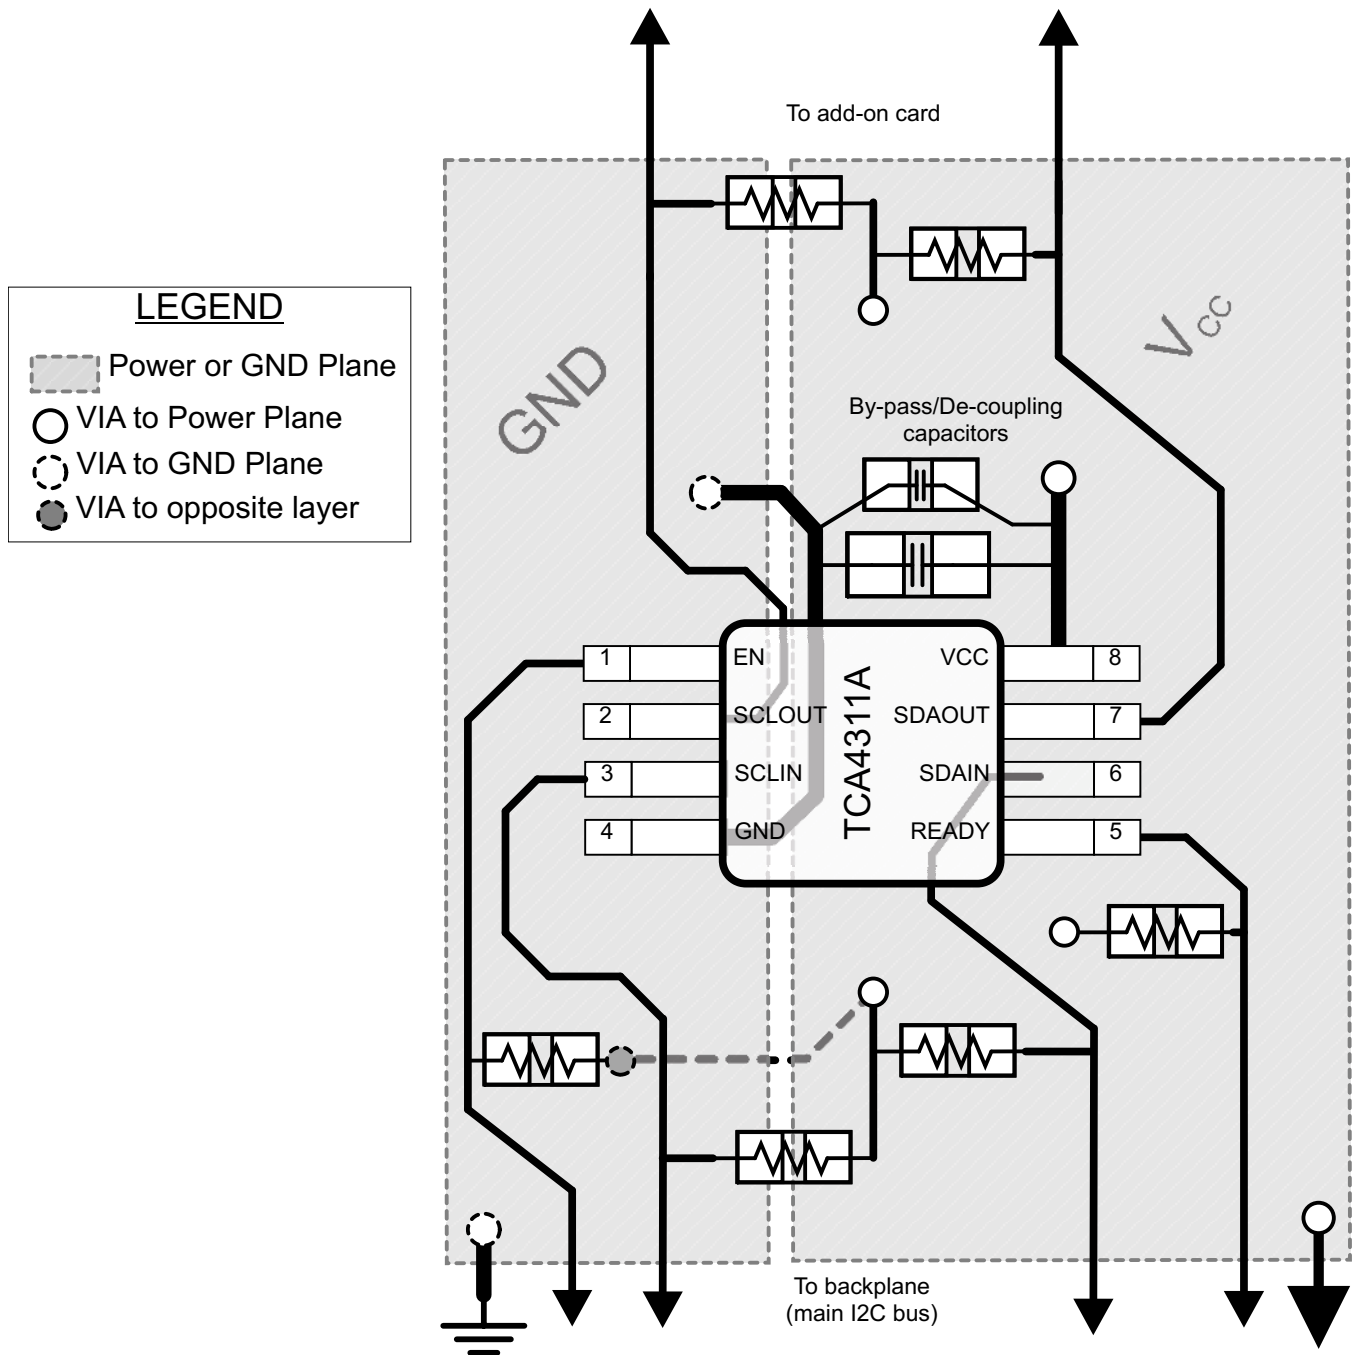 To add-on card
LEGEND
Power or GND Plane
VIA to Power Plane
VIA to GND Plane
VIA to opposite layer
GND
VCC
By-pass/De-coupling
capacitors
1
EN
VCC
8
2
SCLOUT
SDAOUT
7
3
SCLIN
SDAIN
6
4
GND
READY
5
TCA4311A
To backplane
(main I2C bus)